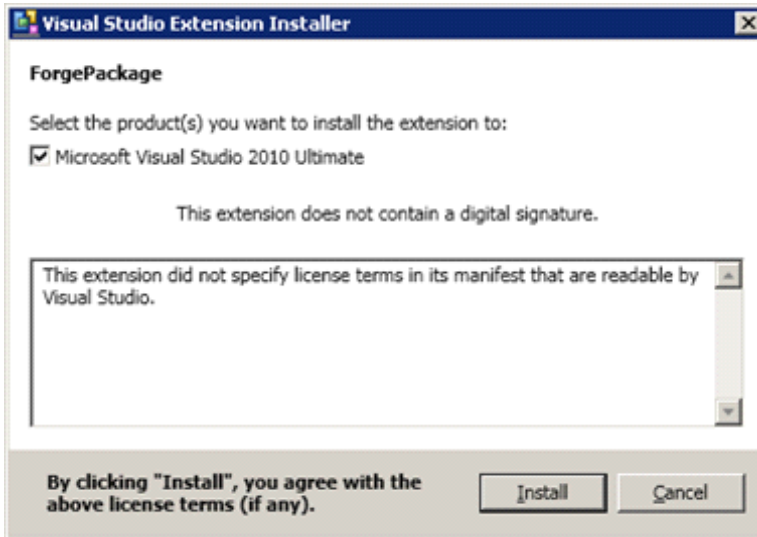 Visual Studio Extension Installer
ForgePackage
Select the product(s) you want to install the extension to:
Microsoft Visual Studio 2010 Ultimate
This extension does not contain a digital signature.
This extension did not specify license terms in its manifest that are readable by
Visual Studio.
By clicking "Install", you agree with the
above license terms (if any).
Install
Cancel